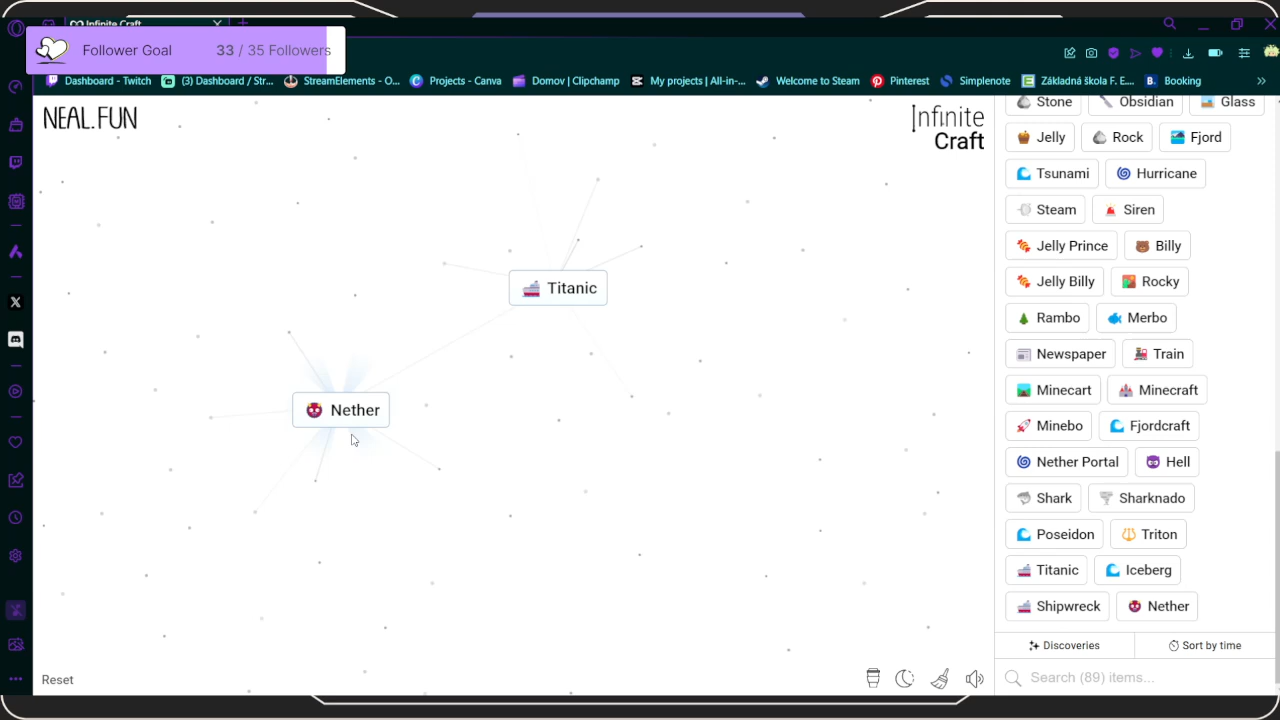 Infinite Craft
Follower Goal 33 / 35 Followers
Dashboard - Twitch (3) Dashboard / Str... StreamElements - O... Projects - Canva Domov | Clipchamp My projects | All-in-... Welcome to Steam Pinterest Simplenote Základná škola F. E... Booking
NEAL.FUN
Infinite
Craft
Stone Obsidian Glass
Jelly Rock Fjord
Tsunami Hurricane
Steam Siren
Jelly Prince Billy
Jelly Billy Rocky
Rambo Merbo
Newspaper Train
Minecart Minecraft
Minebo Fjordcraft
Nether Portal Hell
Shark Sharknado
Poseidon Triton
Titanic Iceberg
Shipwreck Nether
Titanic
Nether
Discoveries Sort by time
Search (89) items...
Reset